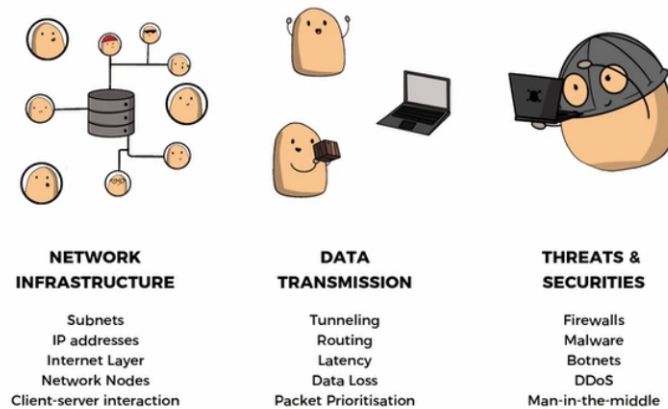 NETWORK
INFRASTRUCTURE
Subnets
IP addresses
Internet Layer
Network Nodes
Client-server interaction
DATA
TRANSMISSION
Tunneling
Routing
Latency
Data Loss
Packet Prioritisation
THREATS &
SECURITIES
Firewalls
Malware
Botnets
DDoS
Man-in-the-middle